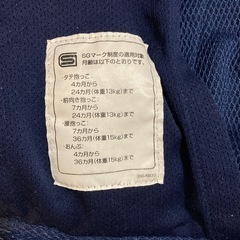 SGマーク制度の適用対象
月齢は以下のとおりです。
・タテ抱っこ
4カ月から
24カ月(体重13kg)まで
・前向き抱っこ
7カ月から
24カ月(体重13kg)まで
・腰抱っこ
7カ月から
36カ月(体重15kg)まで
・おんぶ
4カ月から
36カ月(体重15kg)まで